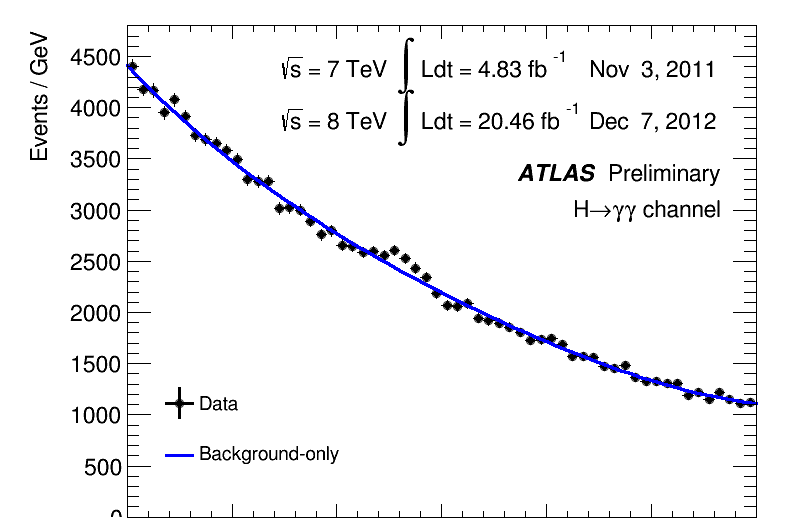 Events / GeV
4500
4000
3500
3000
2500
2000
1500
1000
500
0
√s = 7 TeV ∫ Ldt = 4.83 fb⁻¹ Nov 3, 2011
√s = 8 TeV ∫ Ldt = 20.46 fb⁻¹ Dec 7, 2012
ATLAS Preliminary
H→γγ channel
Data
Background-only